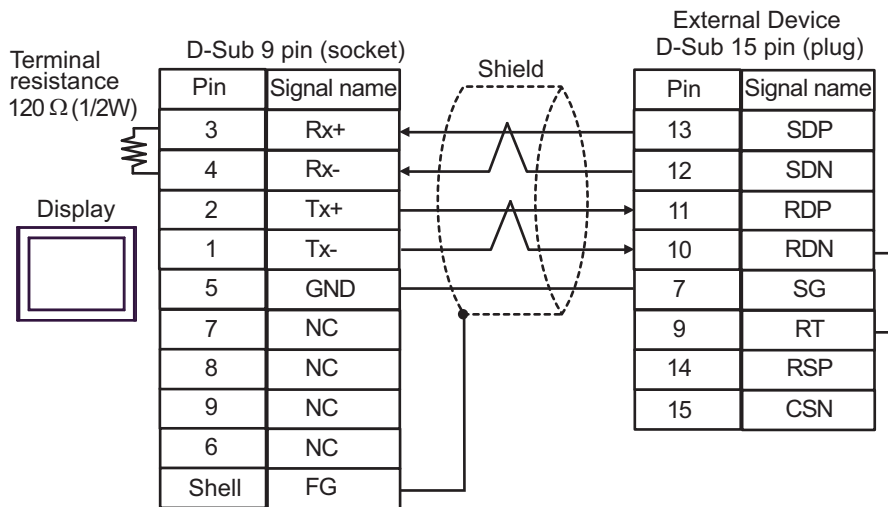 Terminal
resistance
120 Ω (1/2W)
Display
D-Sub 9 pin (socket)
Pin Signal name
3 Rx+
4 Rx-
2 Tx+
1 Tx-
5 GND
7 NC
8 NC
9 NC
6 NC
Shell FG
Shield
External Device
D-Sub 15 pin (plug)
Pin Signal name
13 SDP
12 SDN
11 RDP
10 RDN
7 SG
9 RT
14 RSP
15 CSN